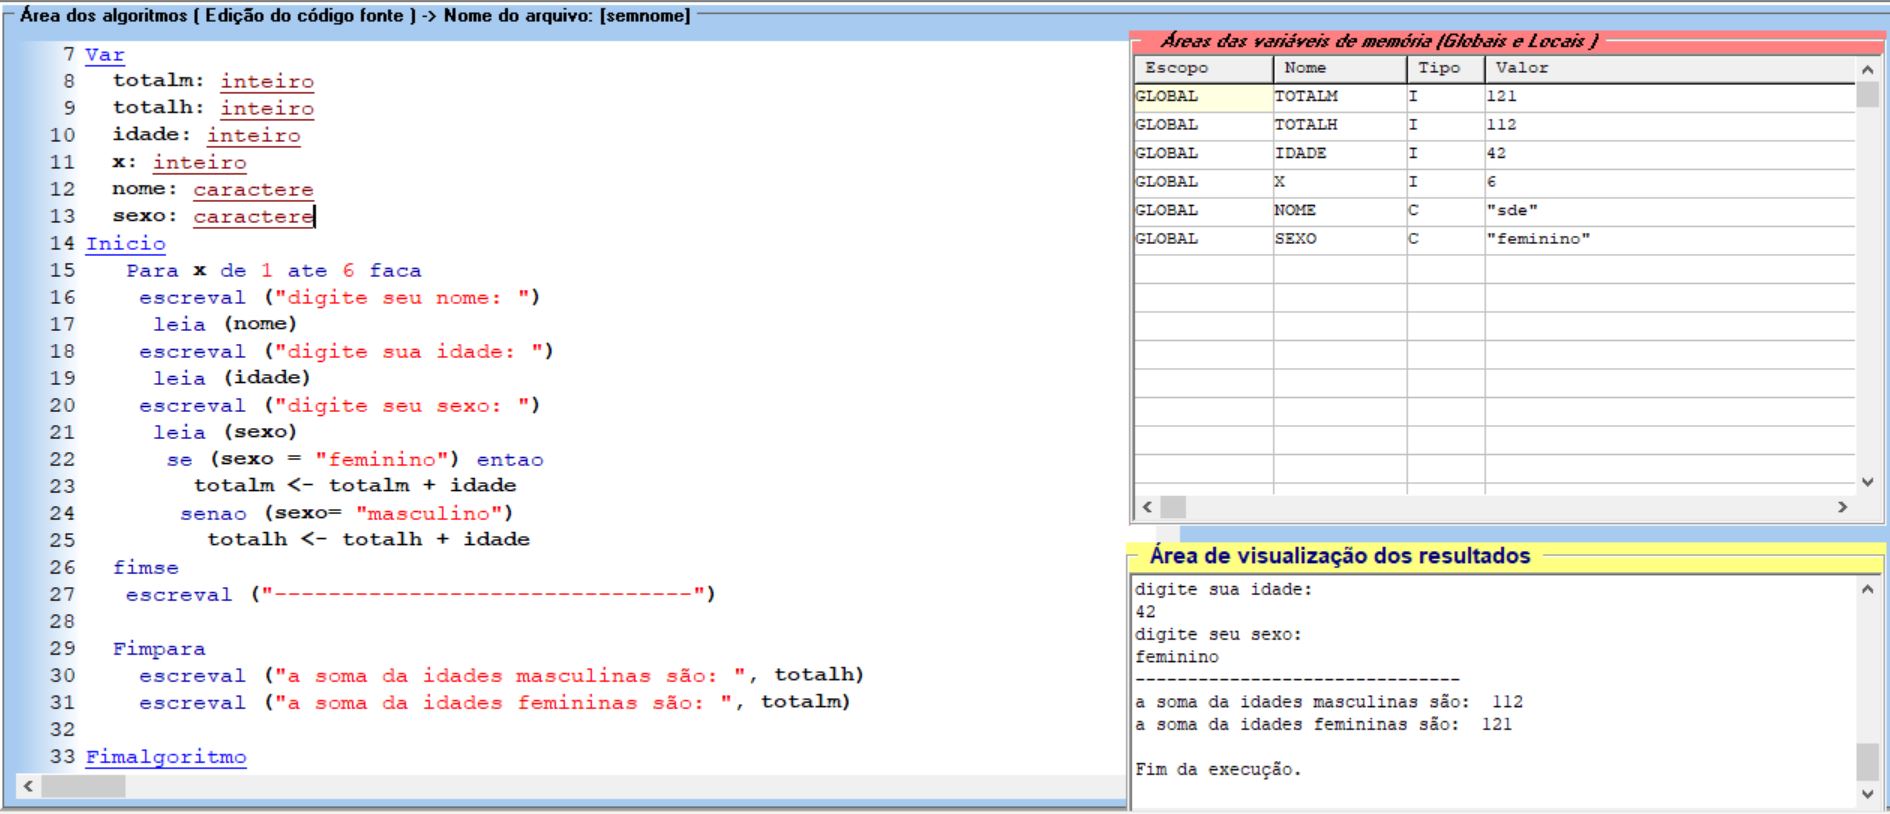 Área dos algoritmos ( Edição do código fonte ) -> Nome do arquivo: [semnome]
7 Var
8 totalm: inteiro
9 totalh: inteiro
10 idade: inteiro
11 x: inteiro
12 nome: caractere
13 sexo: caractere
14 Inicio
15 Para x de 1 ate 6 faca
16 escreval ("digite seu nome: ")
17 leia (nome)
18 escreval ("digite sua idade: ")
19 leia (idade)
20 escreval ("digite seu sexo: ")
21 leia (sexo)
22 se (sexo = "feminino") entao
23 totalm <- totalm + idade
24 senao (sexo= "masculino")
25 totalh <- totalh + idade
26 fimse
27 escreval ("-------------------------------")
28
29 Fimpara
30 escreval ("a soma da idades masculinas são: ", totalh)
31 escreval ("a soma da idades femininas são: ", totalm)
32
33 Fimalgoritmo
Áreas das variáveis de memória (Globais e Locais )
Escopo Nome Tipo Valor
GLOBAL TOTALM I 121
GLOBAL TOTALH I 112
GLOBAL IDADE I 42
GLOBAL X I 6
GLOBAL NOME C "sde"
GLOBAL SEXO C "feminino"
Área de visualização dos resultados
digite sua idade:
42
digite seu sexo:
feminino
-------------------------------
a soma da idades masculinas são: 112
a soma da idades femininas são: 121
Fim da execução.